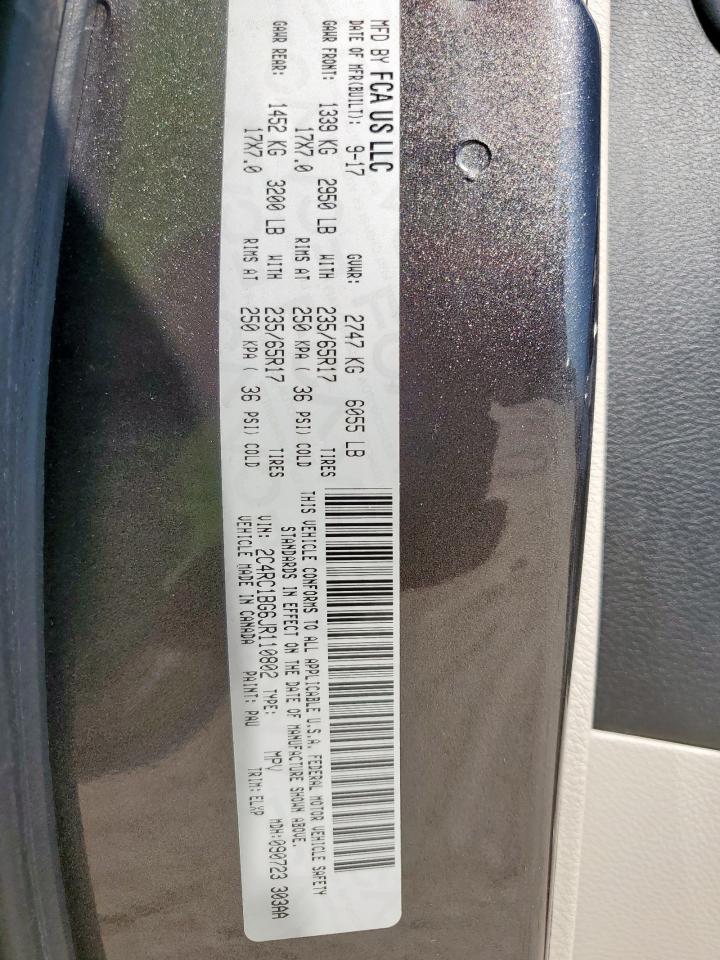 MFD BY FCA US LLC
DATE OF MFR(BUILT): 9-17 GVWR: 2747 KG 6055 LB
GAWR FRONT: 1339 KG 2950 LB WITH 235/65R17 TIRES
17X7.0 RIMS AT 250 KPA ( 36 PSI) COLD
GAWR REAR: 1452 KG 3200 LB WITH 235/65R17 TIRES
17X7.0 RIMS AT 250 KPA ( 36 PSI) COLD
THIS VEHICLE CONFORMS TO ALL APPLICABLE U.S.A. FEDERAL MOTOR VEHICLE SAFETY
STANDARDS IN EFFECT ON THE DATE OF MANUFACTURE SHOWN ABOVE.
VIN: 2C4RC1BG6JR110802 TYPE: MPV MDH:090723 303AA
VEHICLE MADE IN CANADA PAINT: PAU TRIM:ELXP